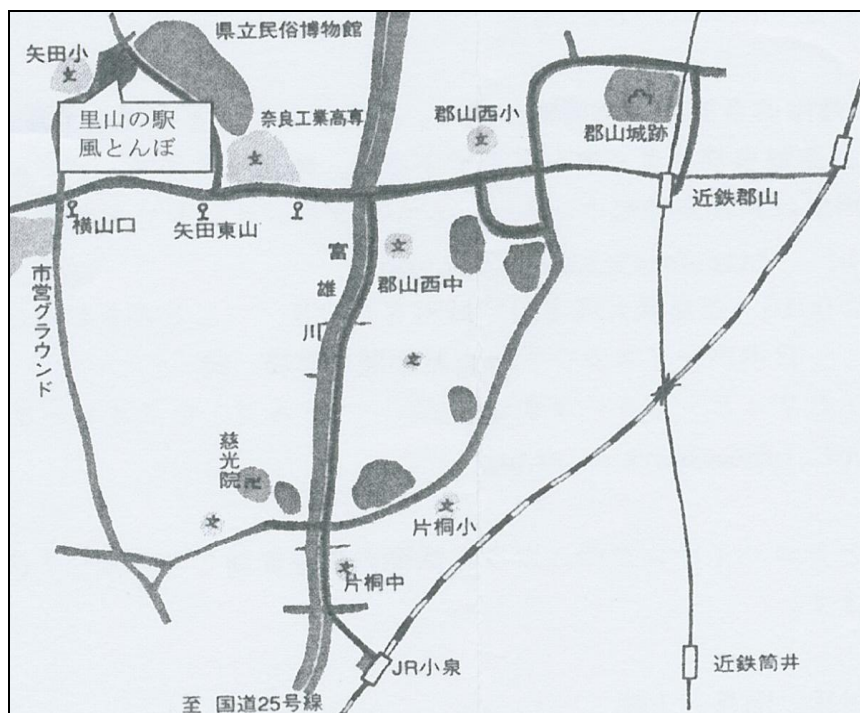 県立民俗博物館
矢田小
里山の駅
風とんぼ
奈良工業高専
郡山西小
郡山城跡
近鉄郡山
横山口
矢田東山
富雄川
郡山西中
市営グラウンド
慈光院
片桐小
片桐中
JR小泉
近鉄筒井
至 国道25号線